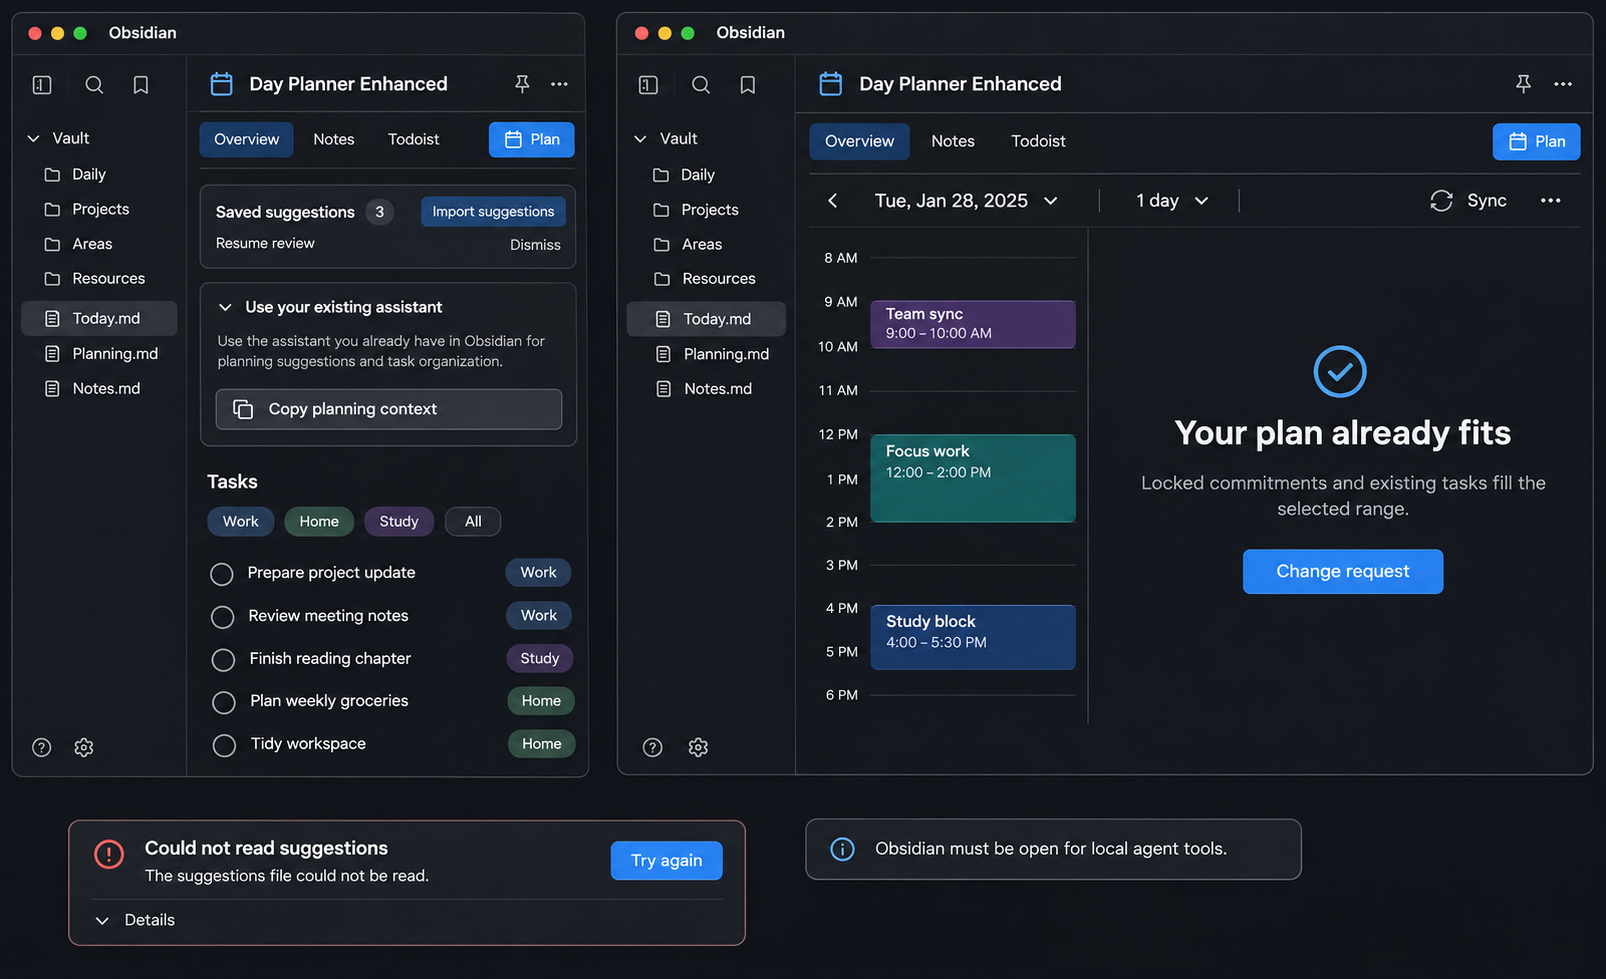 Obsidian
Day Planner Enhanced
Vault
Daily
Projects
Areas
Resources
Today.md
Planning.md
Notes.md
Overview Notes Todoist Plan
Saved suggestions 3 Import suggestions
Resume review Dismiss
Use your existing assistant
Use the assistant you already have in Obsidian for
planning suggestions and task organization.
Copy planning context
Tasks
Work Home Study All
Prepare project update Work
Review meeting notes Work
Finish reading chapter Study
Plan weekly groceries Home
Tidy workspace Home
Obsidian
Day Planner Enhanced
Vault
Daily
Projects
Areas
Resources
Today.md
Planning.md
Notes.md
Overview Notes Todoist Plan
Tue, Jan 28, 2025 1 day Sync
8 AM
9 AM
Team sync
9:00 – 10:00 AM
10 AM
11 AM
12 PM
Focus work
12:00 – 2:00 PM
1 PM
2 PM
3 PM
4 PM
Study block
4:00 – 5:30 PM
5 PM
6 PM
Your plan already fits
Locked commitments and existing tasks fill the
selected range.
Change request
Could not read suggestions
The suggestions file could not be read.
Try again
Details
Obsidian must be open for local agent tools.